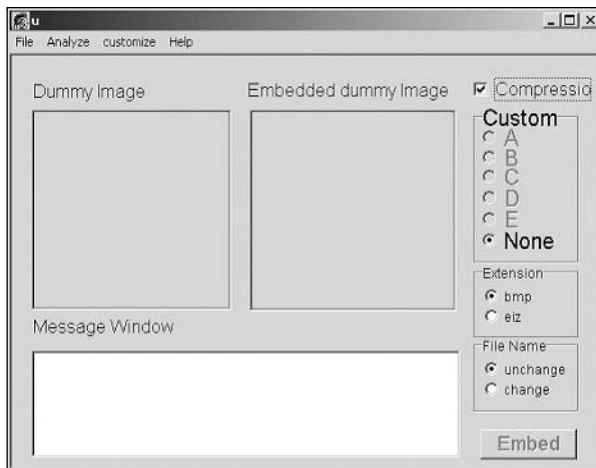 u
File Analyze customize Help
Dummy Image
Embedded dummy Image
Compressio
Custom
A
B
C
D
E
None
Extension
bmp
eiz
File Name
unchange
change
Message Window
Embed